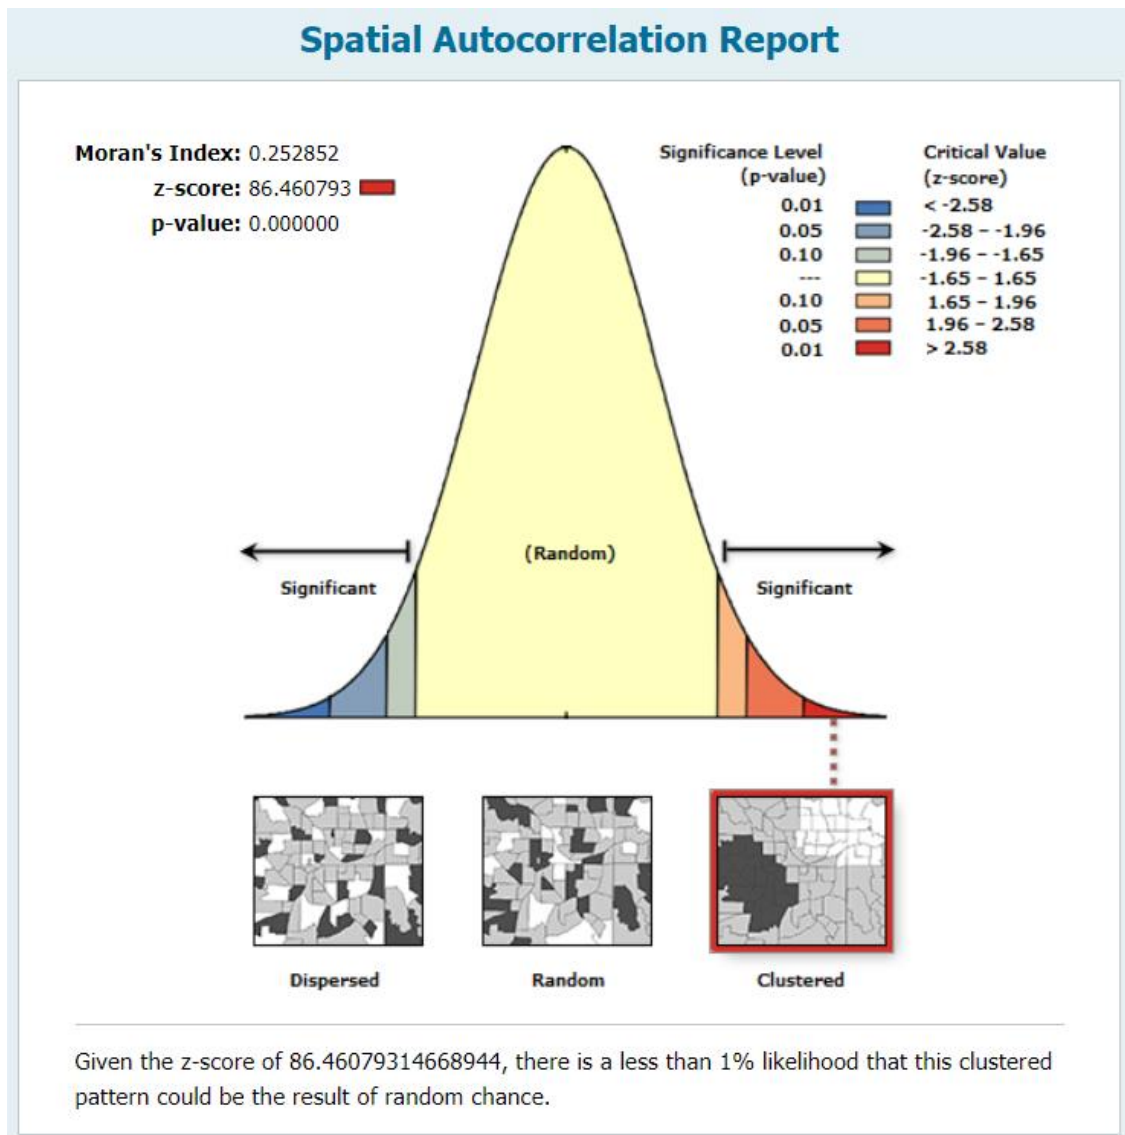 Spatial Autocorrelation Report
Moran's Index: 0.252852
z-score: 86.460793
p-value: 0.000000
Significance Level (p-value)
Critical Value (z-score)
0.01 < -2.58
0.05 -2.58 – -1.96
0.10 -1.96 – -1.65
--- -1.65 – 1.65
0.10 1.65 – 1.96
0.05 1.96 – 2.58
0.01 > 2.58
(Random)
Significant
Significant
Dispersed
Random
Clustered
Given the z-score of 86.46079314668944, there is a less than 1% likelihood that this clustered
pattern could be the result of random chance.